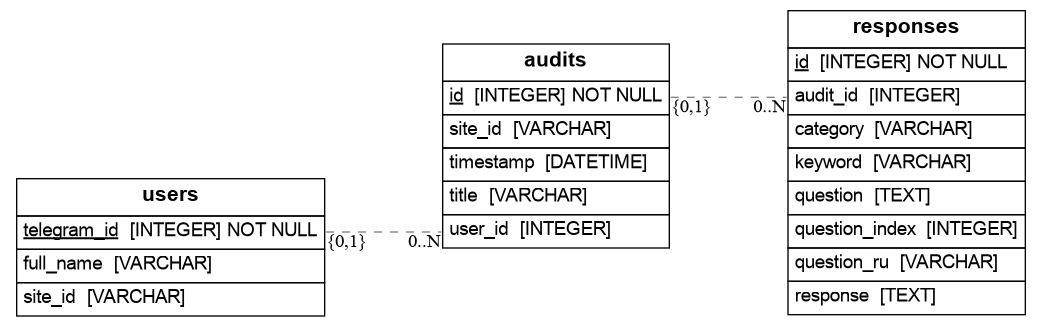 users
telegram_id [INTEGER] NOT NULL
full_name [VARCHAR]
site_id [VARCHAR]
{0,1}
0..N
audits
id [INTEGER] NOT NULL
site_id [VARCHAR]
timestamp [DATETIME]
title [VARCHAR]
user_id [INTEGER]
{0,1}
0..N
responses
id [INTEGER] NOT NULL
audit_id [INTEGER]
category [VARCHAR]
keyword [VARCHAR]
question [TEXT]
question_index [INTEGER]
question_ru [VARCHAR]
response [TEXT]